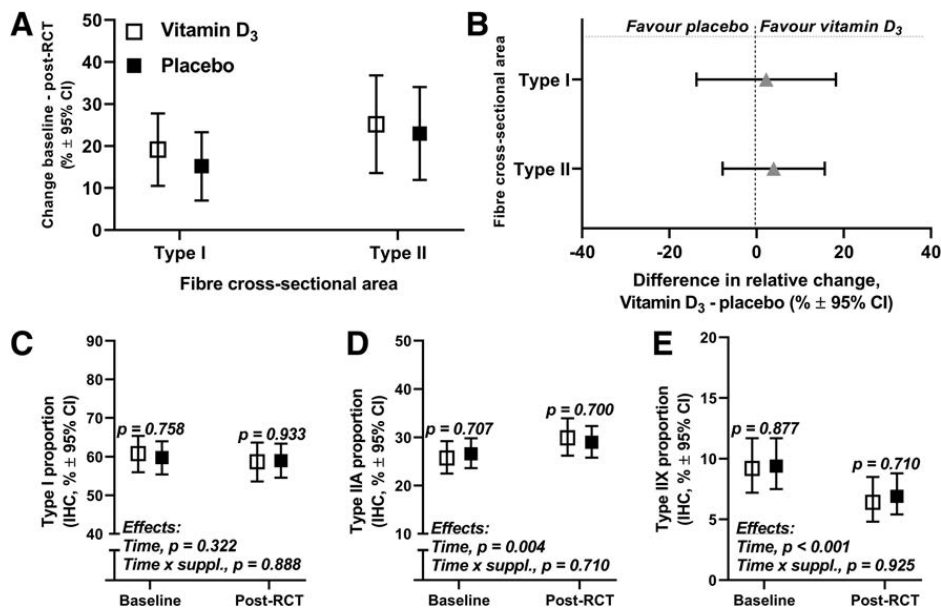 A
Vitamin D₃
Placebo
Change baseline - post-RCT
(% ± 95% CI)
50
40
30
20
10
0
Type I
Type II
Fibre cross-sectional area
B
Favour placebo
Favour vitamin D₃
Fibre cross-sectional area
Type I
Type II
-40
-20
0
20
40
Difference in relative change,
Vitamin D₃ - placebo (% ± 95% CI)
C
Type I proportion
(IHC, % ± 95% CI)
90
80
70
60
50
40
p = 0.758
p = 0.933
Effects:
Time, p = 0.322
Time x suppl., p = 0.888
Baseline
Post-RCT
D
Type IIA proportion
(IHC, % ± 95% CI)
50
40
30
20
10
p = 0.707
p = 0.700
Effects:
Time, p = 0.004
Time x suppl., p = 0.710
Baseline
Post-RCT
E
Type IIX proportion
(IHC, % ± 95% CI)
20
15
10
5
0
p = 0.877
p = 0.710
Effects:
Time, p < 0.001
Time x suppl., p = 0.925
Baseline
Post-RCT